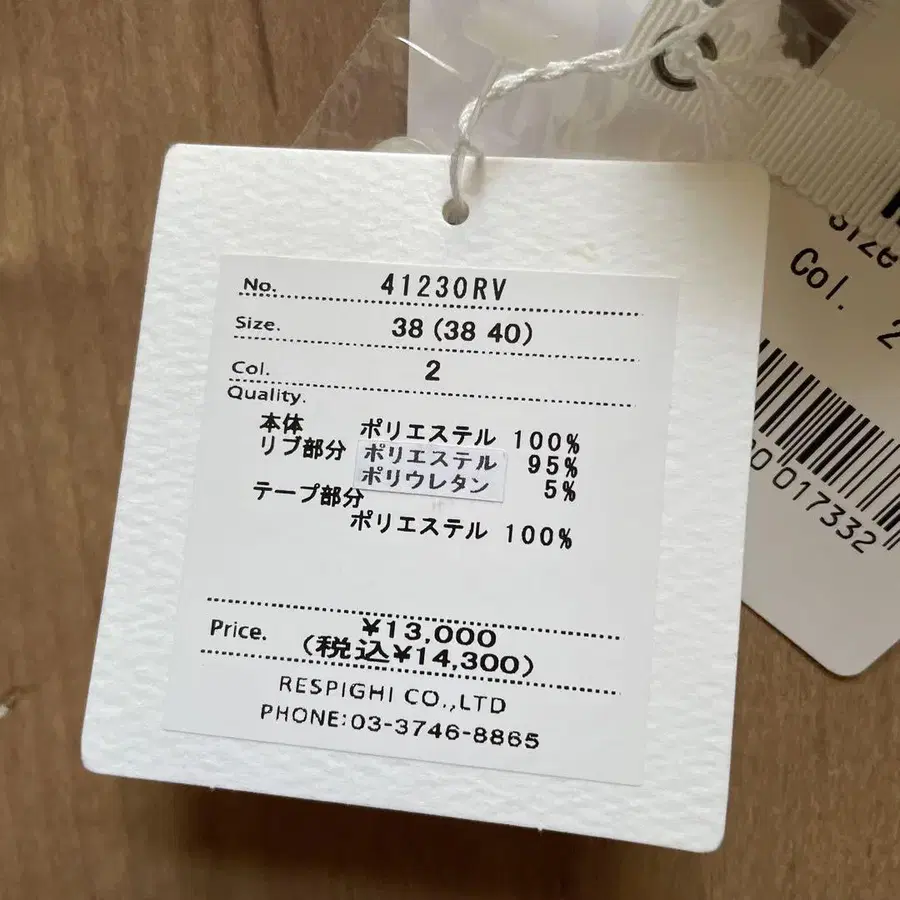 No. 41230RV
Size. 38 (38 40)
Col. 2
Quality.
本体 ポリエステル 100%
リブ部分 ポリエステル 95%
ポリウレタン 5%
テープ部分
ポリエステル 100%
Price. ¥13,000
(税込¥14,300)
RESPIGHI CO.,LTD
PHONE:03-3746-8865
Size
Col. 2
0017332